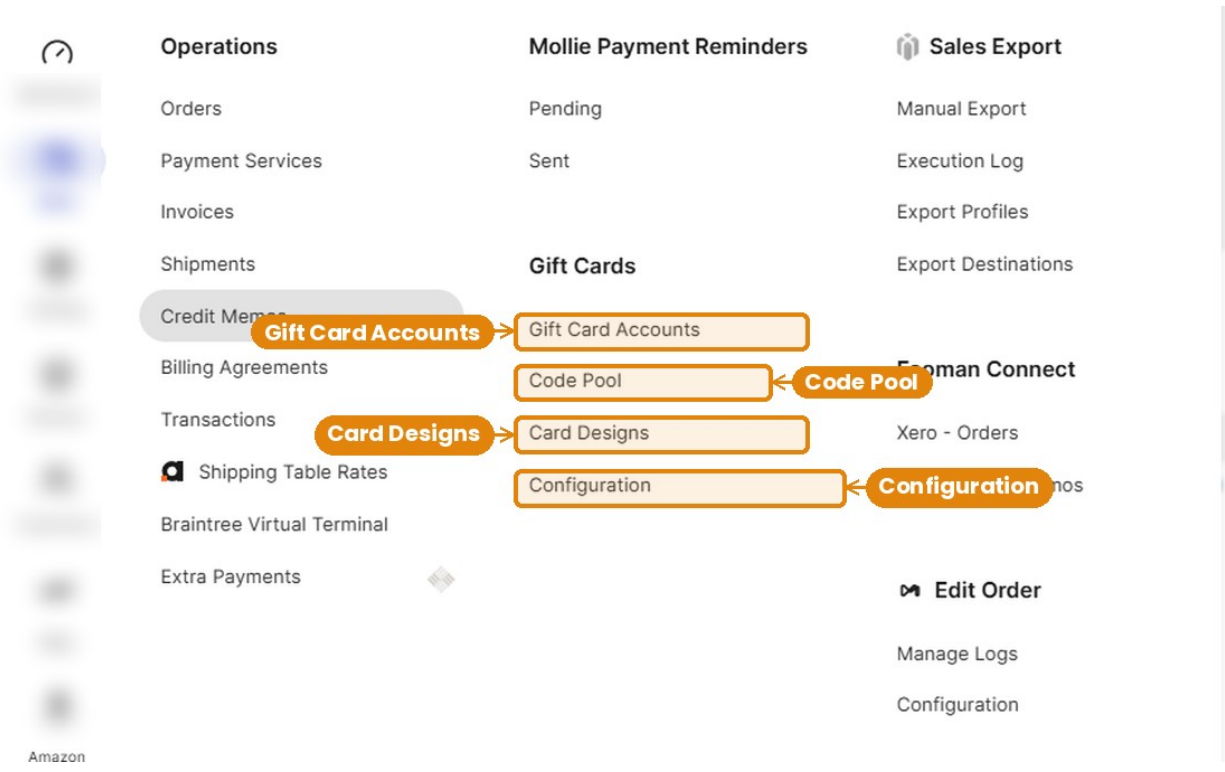 Operations
Orders
Payment Services
Invoices
Shipments
Credit Memos
Billing Agreements
Transactions
Shipping Table Rates
Braintree Virtual Terminal
Extra Payments
Mollie Payment Reminders
Pending
Sent
Gift Cards
Gift Card Accounts
Gift Card Accounts
Code Pool
Code Pool
Card Designs
Card Designs
Configuration
Configuration
Sales Export
Manual Export
Execution Log
Export Profiles
Export Destinations
Connect
Xero - Orders
Edit Order
Manage Logs
Configuration
Amazon